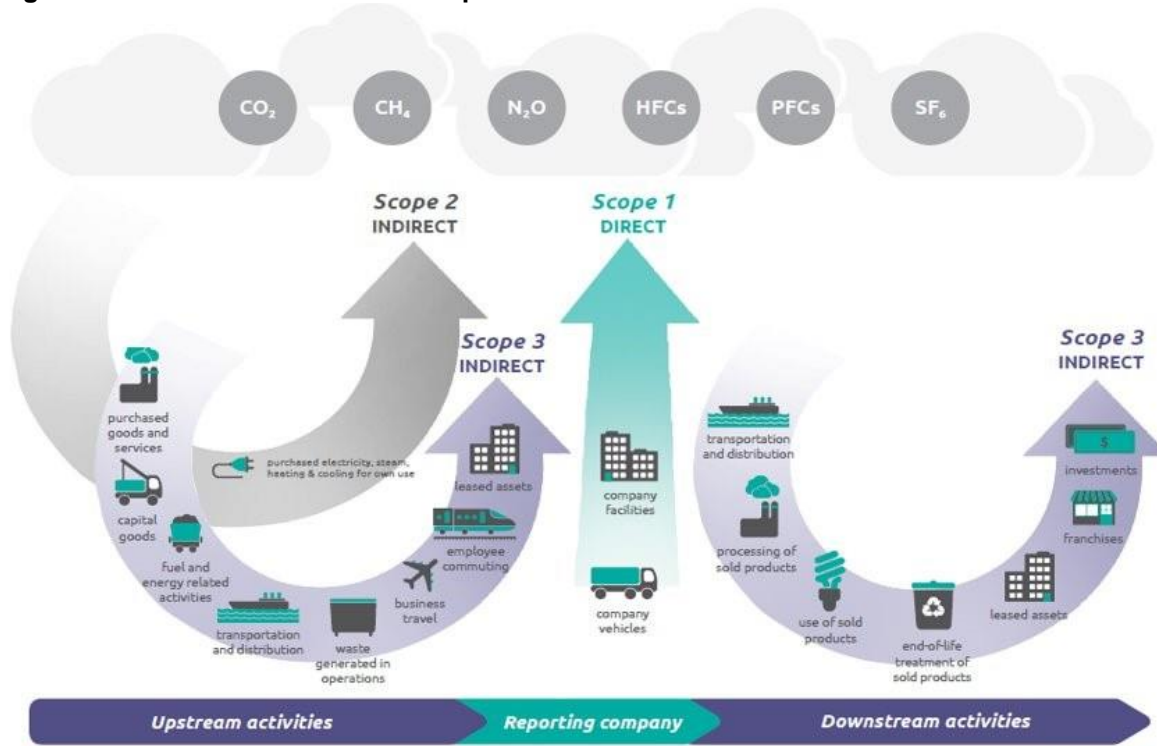 CO₂
CH₄
N₂O
HFCs
PFCs
SF₆
Scope 2
INDIRECT
Scope 1
DIRECT
Scope 3
INDIRECT
Scope 3
INDIRECT
purchased
goods and
services
capital
goods
fuel and
energy related
activities
purchased electricity, steam,
heating & cooling for own use
transportation
and distribution
waste
generated in
operations
business
travel
employee
commuting
leased assets
company
facilities
company
vehicles
transportation
and distribution
processing of
sold products
use of sold
products
end-of-life
treatment of
sold products
leased assets
franchises
$
investments
Upstream activities
Reporting company
Downstream activities